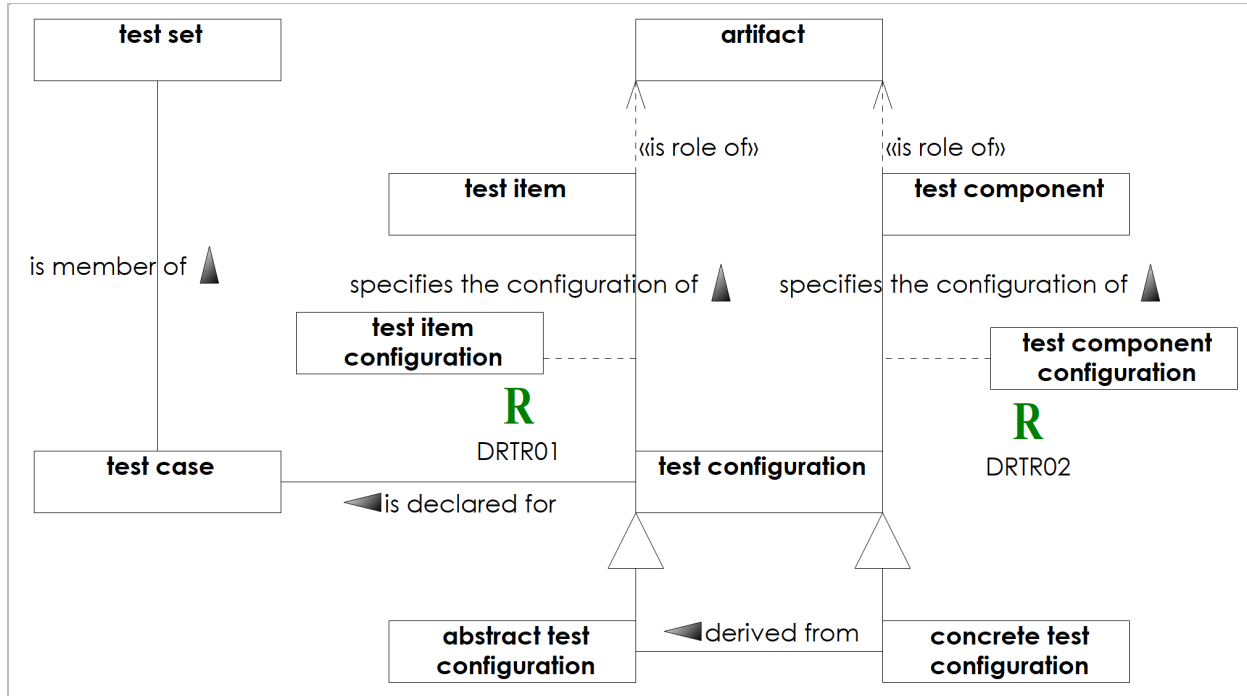 test set
artifact
«is role of»
«is role of»
test item
test component
is member of
specifies the configuration of
specifies the configuration of
test item
configuration
test component
configuration
R
DRTR01
R
DRTR02
test case
test configuration
is declared for
abstract test
configuration
derived from
concrete test
configuration